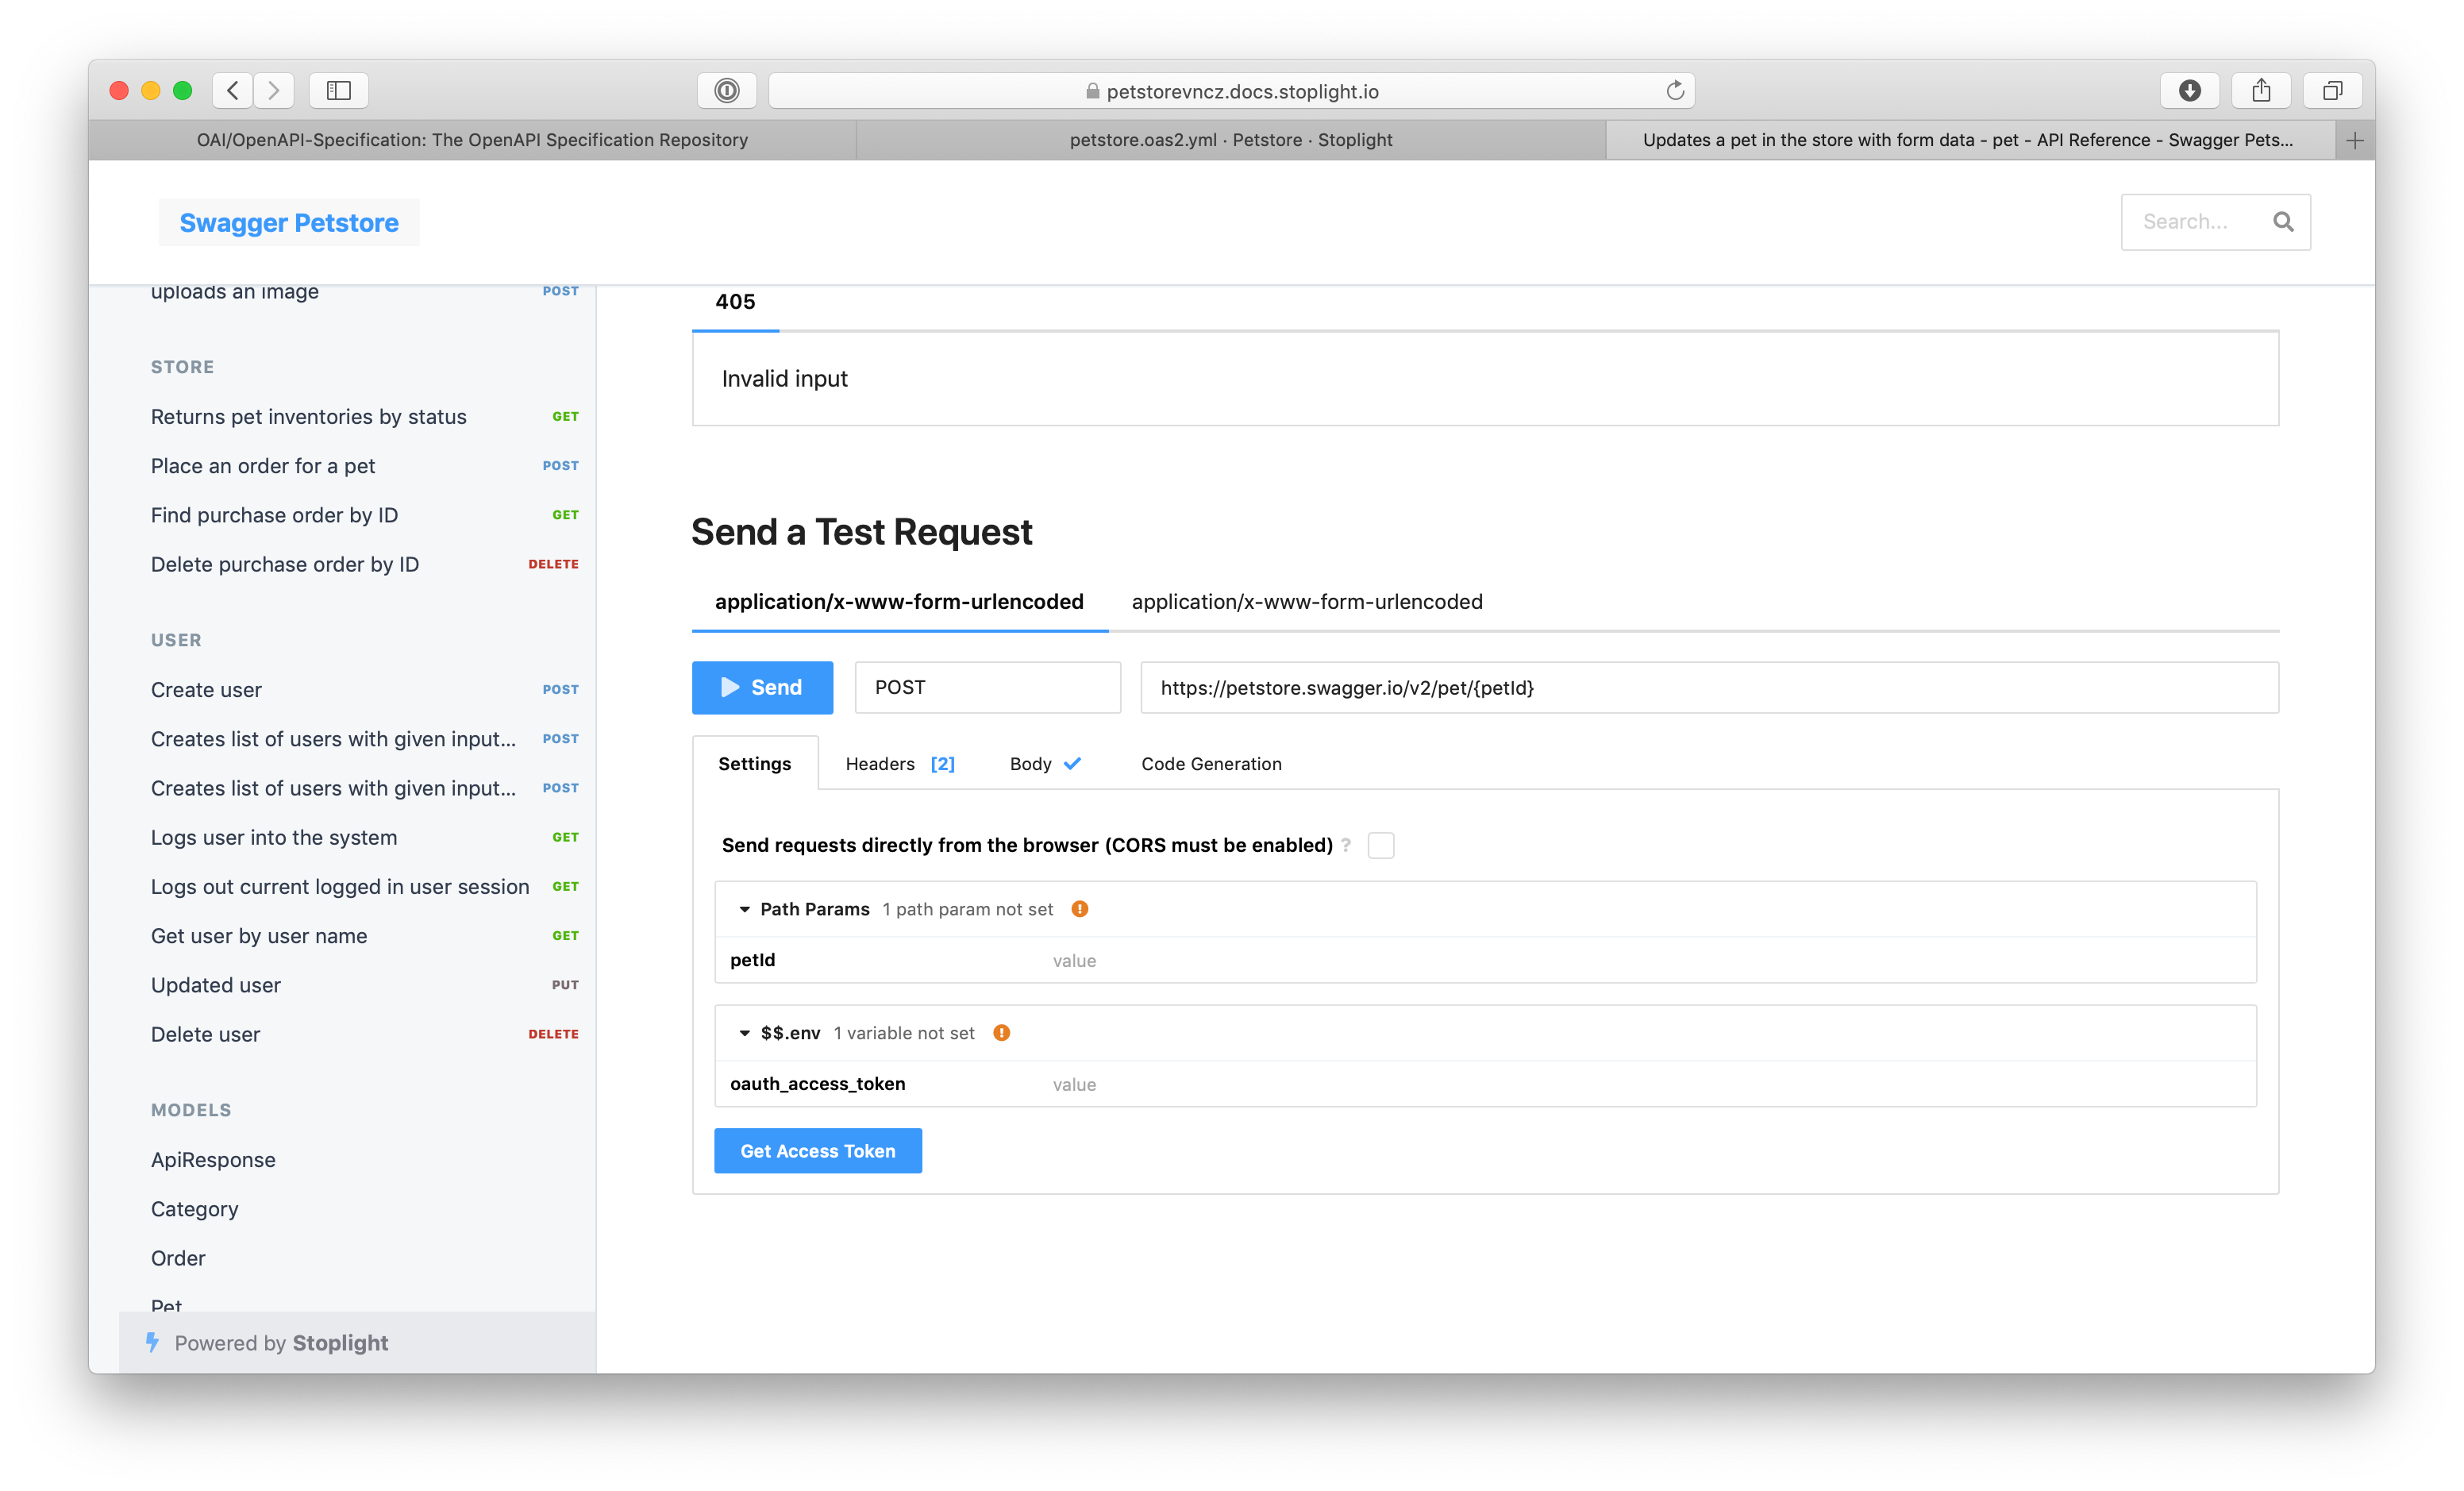 petstorevncz.docs.stoplight.io
OAI/OpenAPI-Specification: The OpenAPI Specification Repository
petstore.oas2.yml · Petstore · Stoplight
Updates a pet in the store with form data - pet - API Reference - Swagger Pets...
Swagger Petstore
Search...
uploads an image POST
STORE
Returns pet inventories by status GET
Place an order for a pet POST
Find purchase order by ID GET
Delete purchase order by ID DELETE
USER
Create user POST
Creates list of users with given input... POST
Creates list of users with given input... POST
Logs user into the system GET
Logs out current logged in user session GET
Get user by user name GET
Updated user PUT
Delete user DELETE
MODELS
ApiResponse
Category
Order
Pet
Powered by Stoplight
405
Invalid input
Send a Test Request
application/x-www-form-urlencoded application/x-www-form-urlencoded
Send POST https://petstore.swagger.io/v2/pet/{petId}
Settings Headers [2] Body Code Generation
Send requests directly from the browser (CORS must be enabled) ?
Path Params 1 path param not set
petId value
$$.env 1 variable not set
oauth_access_token value
Get Access Token